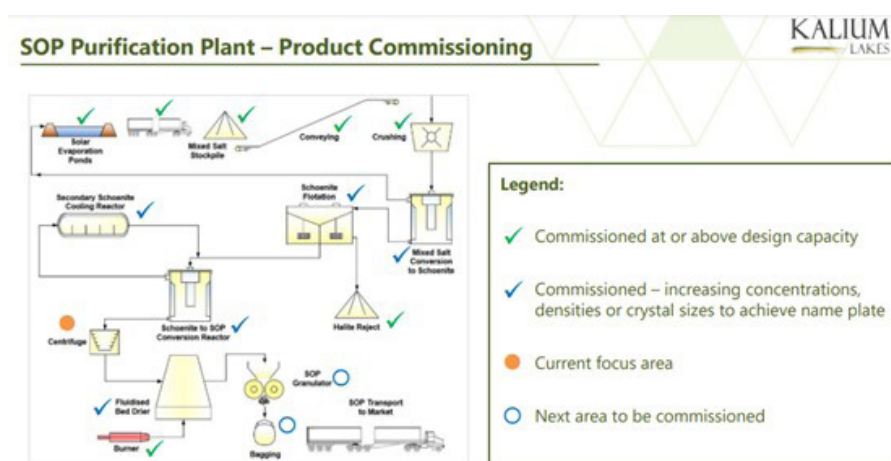 SOP Purification Plant – Product Commissioning
KALIUM
LAKES
Solar
Evaporation
Ponds
Mixed Salt
Stockpile
Conveying
Crushing
Secondary Schoenite
Cooling Reactor
Schoenite
Flotation
Mixed Salt
Conversion
to Schoenite
Schoenite to SOP
Conversion Reactor
Halite Reject
Centrifuge
Fluidised
Bed Drier
Burner
SOP
Granulator
Bagging
SOP Transport
to Market
Legend:
Commissioned at or above design capacity
Commissioned – increasing concentrations,
densities or crystal sizes to achieve name plate
Current focus area
Next area to be commissioned